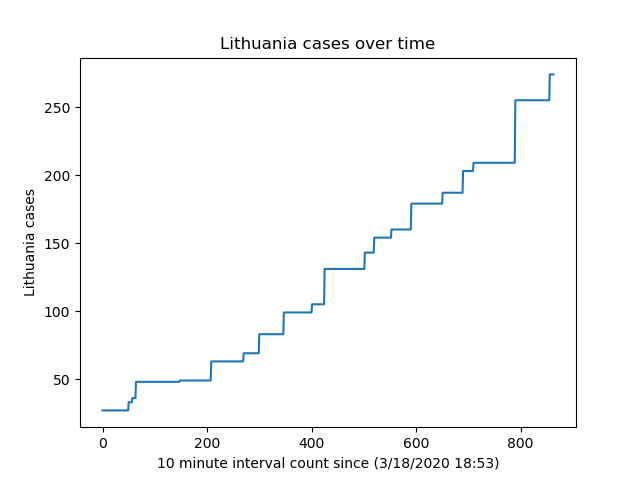 Lithuania cases over time
Lithuania cases
250
200
150
100
50
0 200 400 600 800
10 minute interval count since (3/18/2020 18:53)